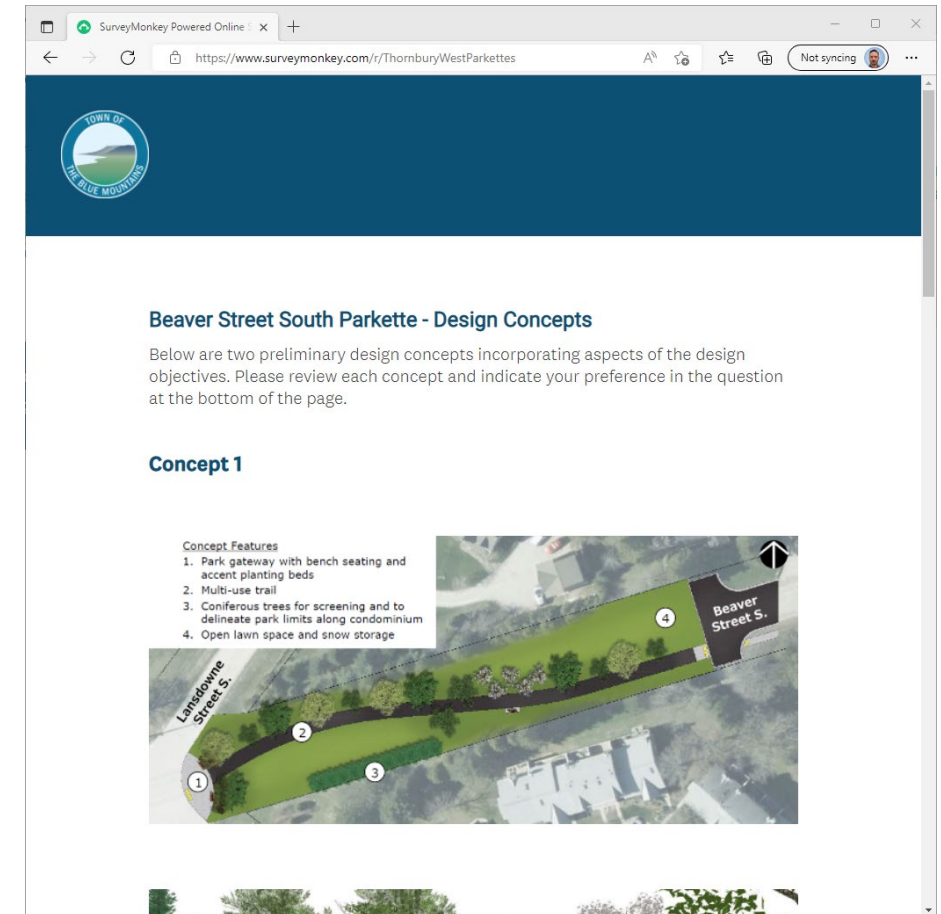 SurveyMonkey Powered Online S
https://www.surveymonkey.com/r/ThornburyWestParkettes
Not syncing
TOWN OF
THE BLUE MOUNTAINS
Beaver Street South Parkette - Design Concepts
Below are two preliminary design concepts incorporating aspects of the design
objectives. Please review each concept and indicate your preference in the question
at the bottom of the page.
Concept 1
Concept Features
1. Park gateway with bench seating and
accent planting beds
2. Multi-use trail
3. Coniferous trees for screening and to
delineate park limits along condominium
4. Open lawn space and snow storage
Beaver
Street S.
Lansdowne
Street S.
4
2
3
1